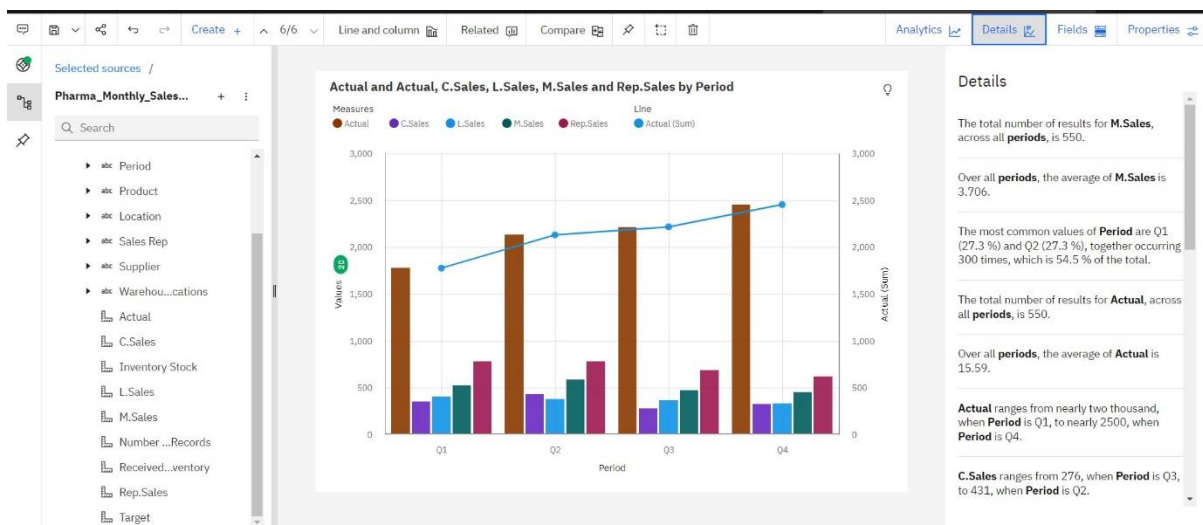 Create +
6/6
Line and column
Related
Compare
Analytics
Details
Fields
Properties
Selected sources /
Pharma_Monthly_Sales...
Search
abc Period
abc Product
abc Location
abc Sales Rep
abc Supplier
abc Warehou...cations
Actual
C.Sales
Inventory Stock
L.Sales
M.Sales
Number ...Records
Received...ventory
Rep.Sales
Target
Actual and Actual, C.Sales, L.Sales, M.Sales and Rep.Sales by Period
Measures
Actual
C.Sales
L.Sales
M.Sales
Rep.Sales
Line
Actual (Sum)
3,000
2,500
2,000
1,500
1,000
500
0
Values
3,000
2,500
2,000
1,500
1,000
500
0
Actual (Sum)
Q1
Q2
Q3
Q4
Period
Details
The total number of results for M.Sales,
across all periods, is 550.
Over all periods, the average of M.Sales is
3.706.
The most common values of Period are Q1
(27.3 %) and Q2 (27.3 %), together occurring
300 times, which is 54.5 % of the total.
The total number of results for Actual, across
all periods, is 550.
Over all periods, the average of Actual is
15.59.
Actual ranges from nearly two thousand,
when Period is Q1, to nearly 2500, when
Period is Q4.
C.Sales ranges from 276, when Period is Q3,
to 431, when Period is Q2.